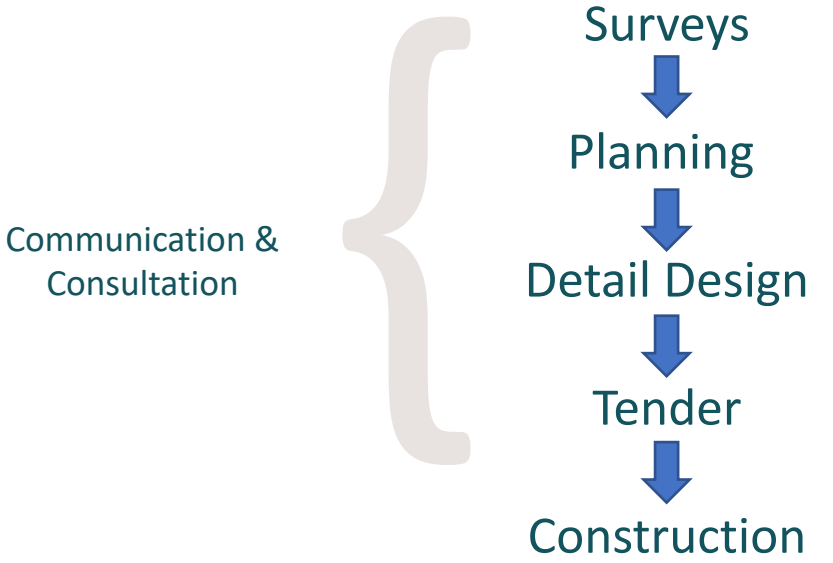 Communication &
Consultation
Surveys
Planning
Detail Design
Tender
Construction